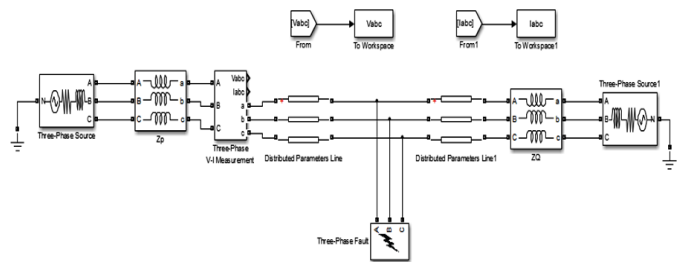 [Vabc]
Vabc
From
To Workspace
[Iabc]
Iabc
From1
To Workspace1
N
A
B
C
Three-Phase Source
A
B
C
a
b
c
Zp
A
B
C
Vabc
Iabc
a
b
c
Three-Phase
V-I Measurement
Distributed Parameters Line
Distributed Parameters Line1
A
B
C
a
b
c
ZQ
Three-Phase Source1
A
B
C
N
A
B
C
Three-Phase Fault